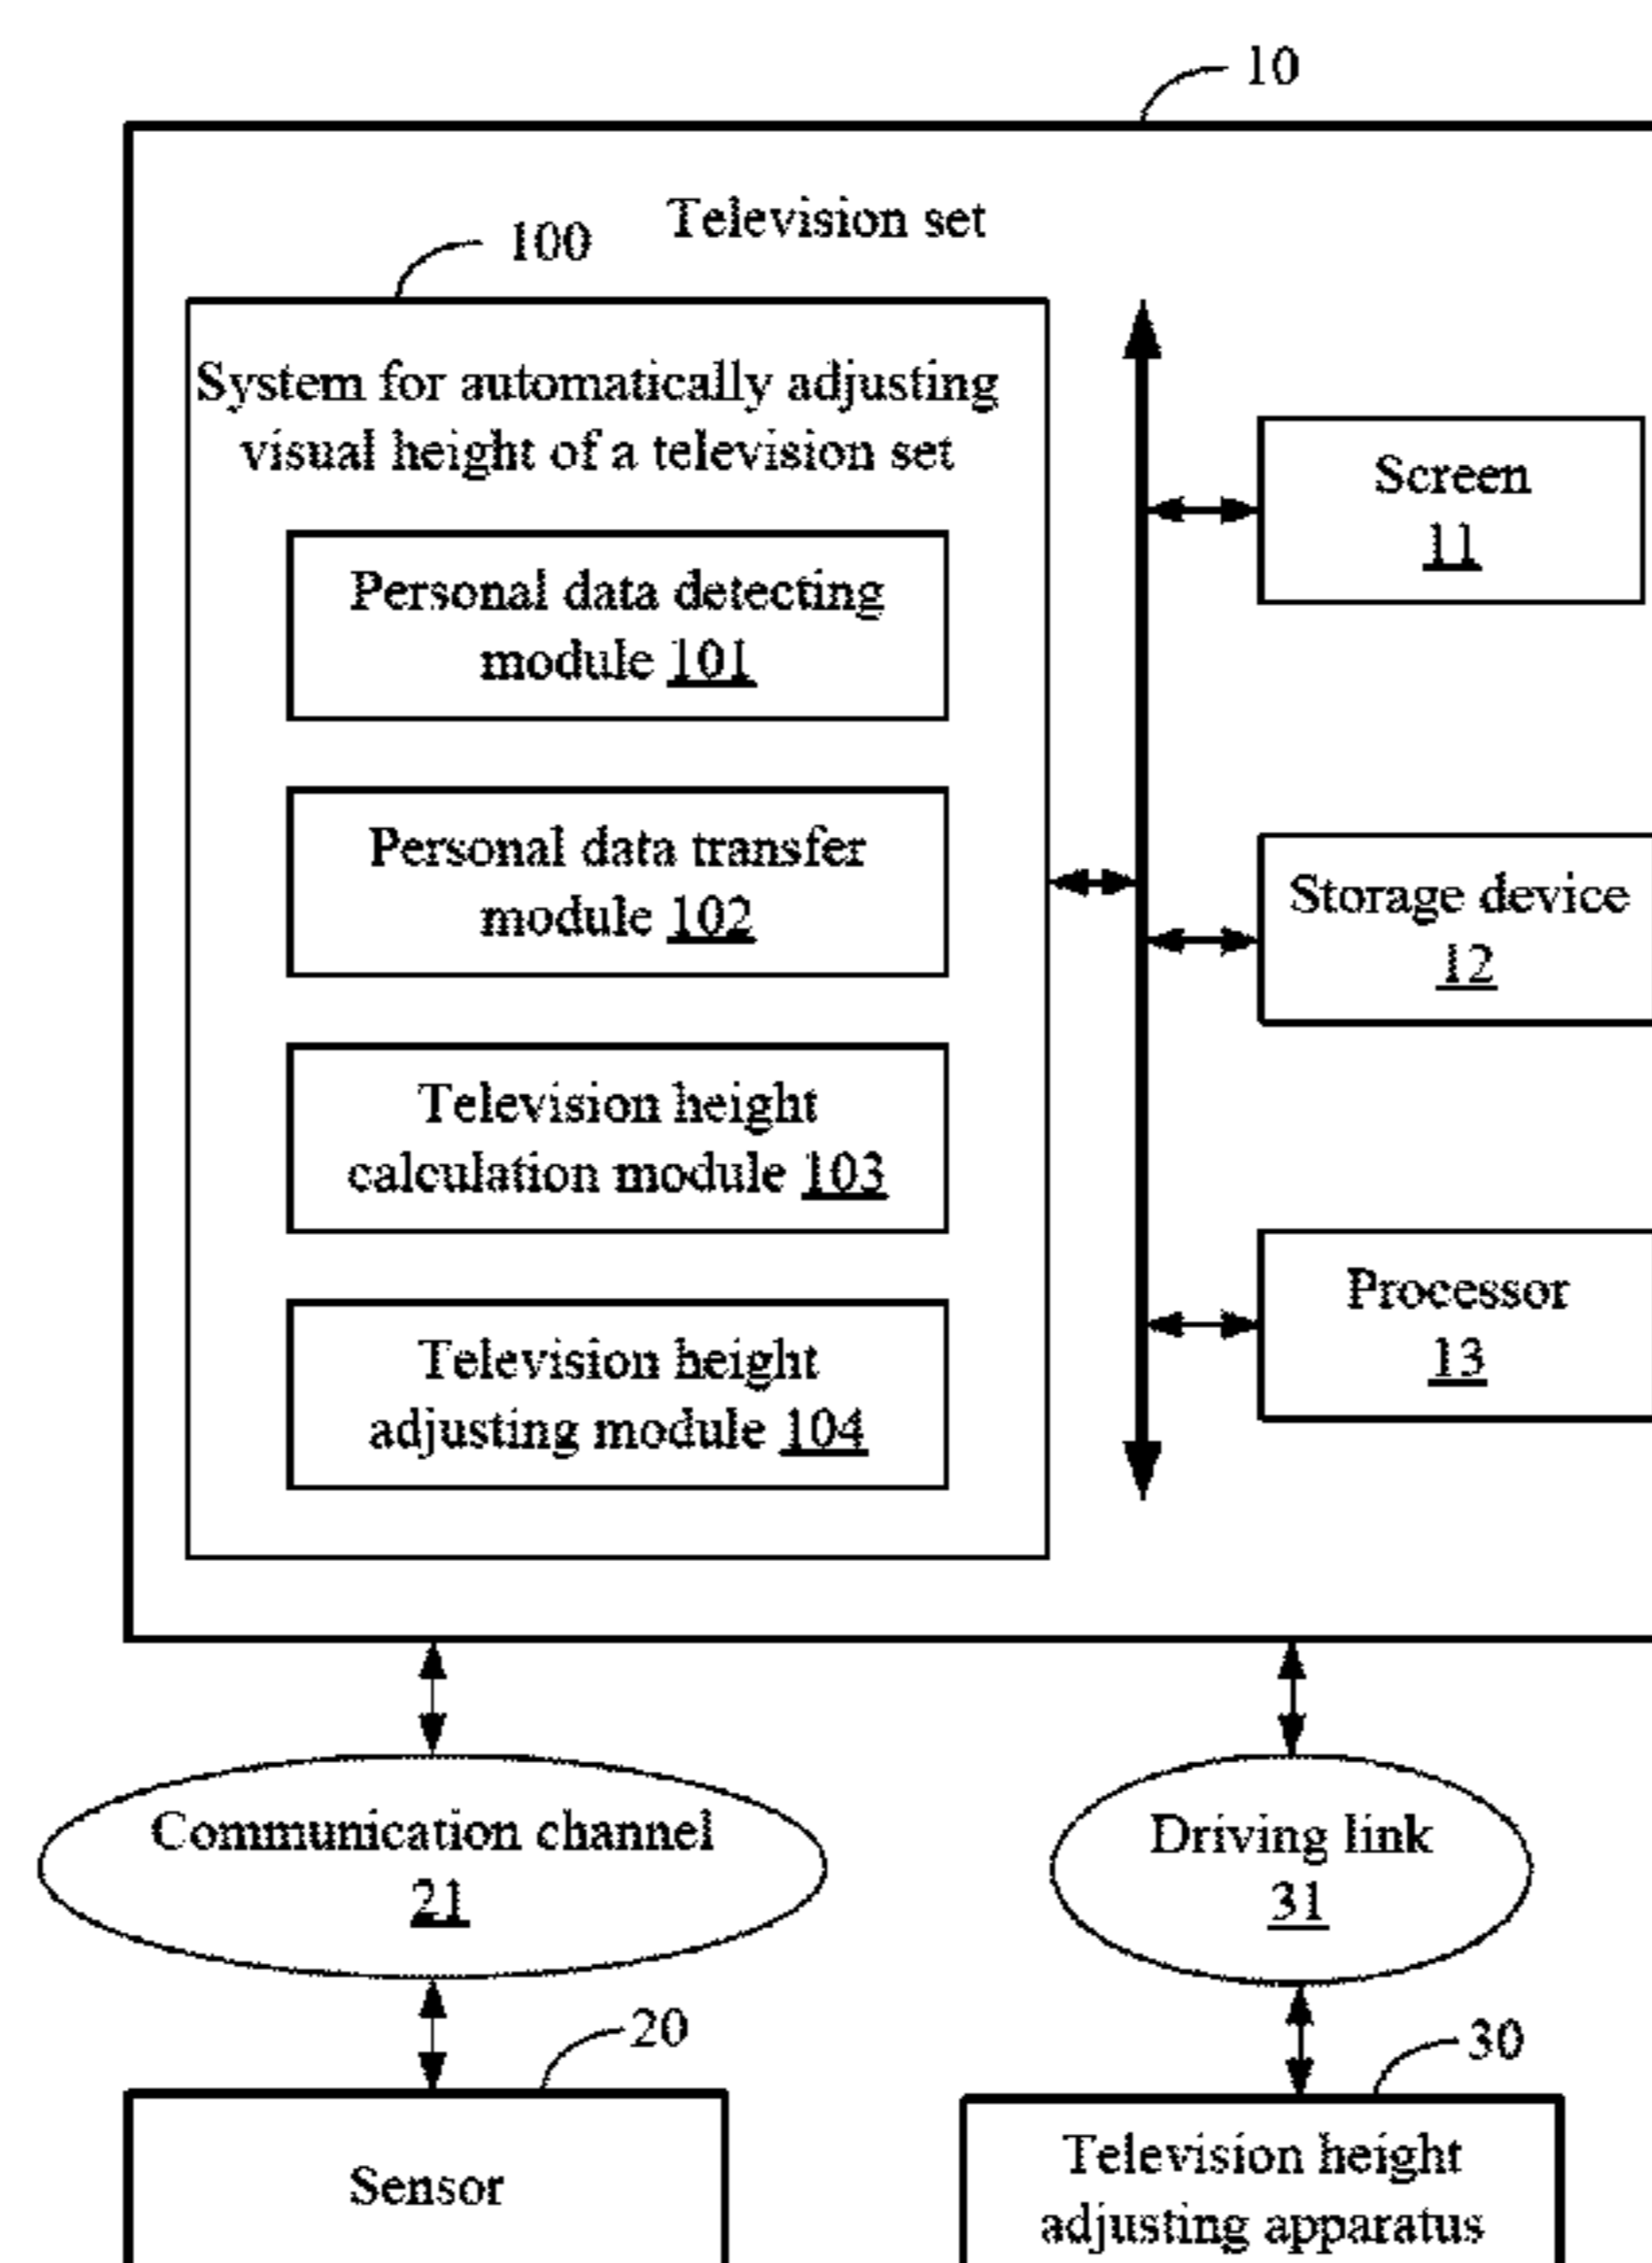 10
Television set
100
System for automatically adjusting
visual height of a television set
Personal data detecting
module 101
Personal data transfer
module 102
Television height
calculation module 103
Television height
adjusting module 104
Screen
11
Storage device
12
Processor
13
Communication channel
21
Driving link
31
20
Sensor
30
Television height
adjusting apparatus